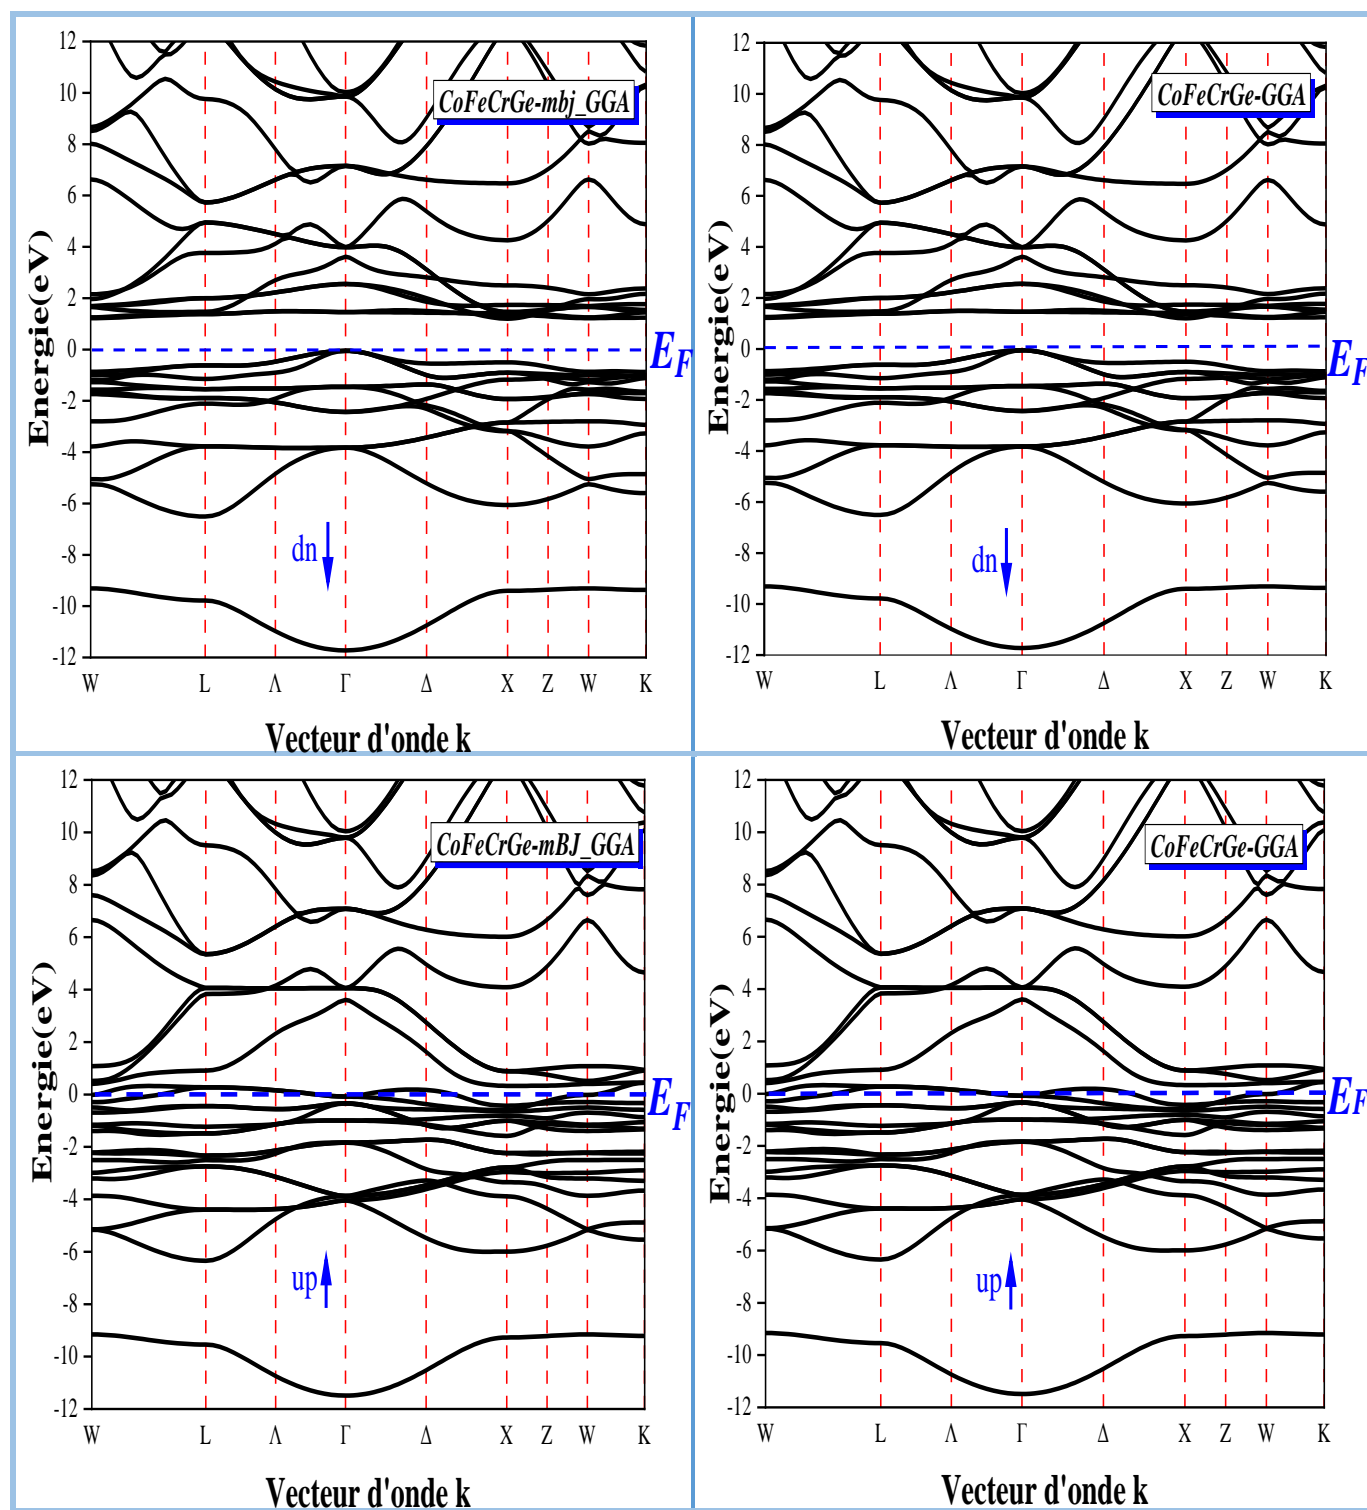 12
10
8
6
4
2
0
-2
-4
-6
-8
-10
-12
Energie(eV)
CoFeCrGe-mbj_GGA
E_F
dn
W L Λ Γ Δ X Z W K
Vecteur d'onde k
12
10
8
6
4
2
0
-2
-4
-6
-8
-10
-12
Energie(eV)
CoFeCrGe-GGA
E_F
dn
W L Λ Γ Δ X Z W K
Vecteur d'onde k
12
10
8
6
4
2
0
-2
-4
-6
-8
-10
-12
Energie(eV)
CoFeCrGe-mBJ_GGA
E_F
up
W L Λ Γ Δ X Z W K
Vecteur d'onde k
12
10
8
6
4
2
0
-2
-4
-6
-8
-10
-12
Energie(eV)
CoFeCrGe-GGA
E_F
up
W L Λ Γ Δ X Z W K
Vecteur d'onde k